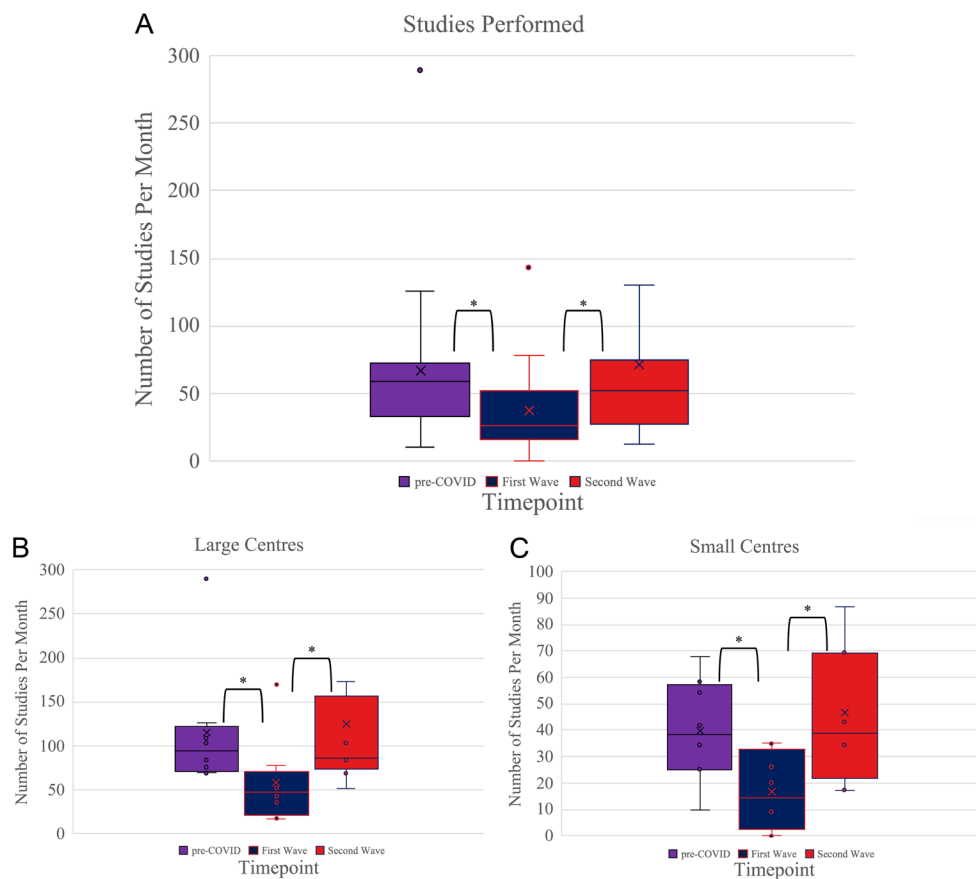 A
Studies Performed
300
250
200
150
100
50
0
Number of Studies Per Month
*
*
pre-COVID First Wave Second Wave
Timepoint
B
Large Centres
300
250
200
150
100
50
0
Number of Studies Per Month
*
*
pre-COVID First Wave Second Wave
Timepoint
C
Small Centres
100
90
80
70
60
50
40
30
20
10
0
Number of Studies Per Month
*
*
pre-COVID First Wave Second Wave
Timepoint